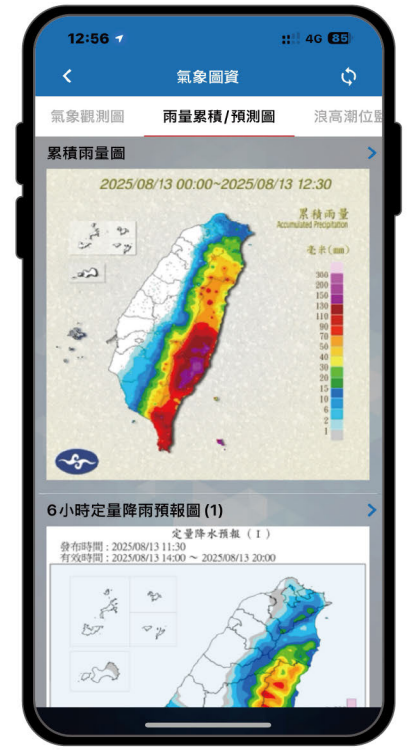 12:56
4G 85
氣象圖資
氣象觀測圖 雨量累積/預測圖 浪高潮位
累積雨量圖
2025/08/13 00:00~2025/08/13 12:30
累積雨量
Accumulated Precipitation
毫米(mm)
300
200
150
130
110
90
70
50
40
30
20
15
10
6
2
1
6小時定量降雨預報圖(1)
定量降水預報 ( I )
發布時間 : 2025/08/13 11:30
有效時間 : 2025/08/13 14:00 ~ 2025/08/13 20:00